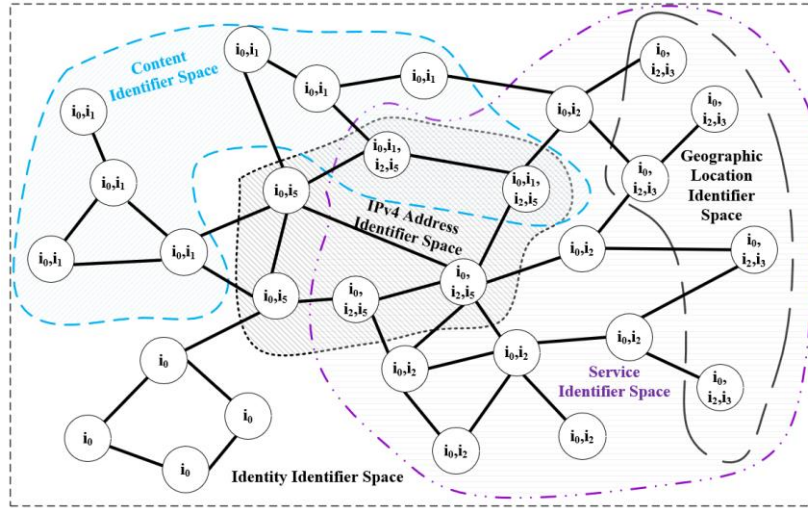 i₀,i₁
i₀,i₁
i₀,i₁
i₀,
i₂,i₃
Content
Identifier Space
i₀,i₁
i₀,i₂
i₀,
i₂,i₃
i₀,i₁,
i₂,i₅
i₀,i₁
i₀,i₅
i₀,i₁,
i₂,i₅
i₀,
i₂,i₃
Geographic
Location
Identifier
Space
IPv4 Address
Identifier Space
i₀,i₁
i₀,i₁
i₀,i₂
i₀,
i₂,i₃
i₀,i₅
i₀,
i₂,i₅
i₀,
i₂,i₅
i₀,i₂
i₀
i₀,i₂
i₀,i₂
Service
Identifier Space
i₀,
i₂,i₃
i₀
i₀
i₀,i₂
i₀,i₂
i₀
Identity Identifier Space